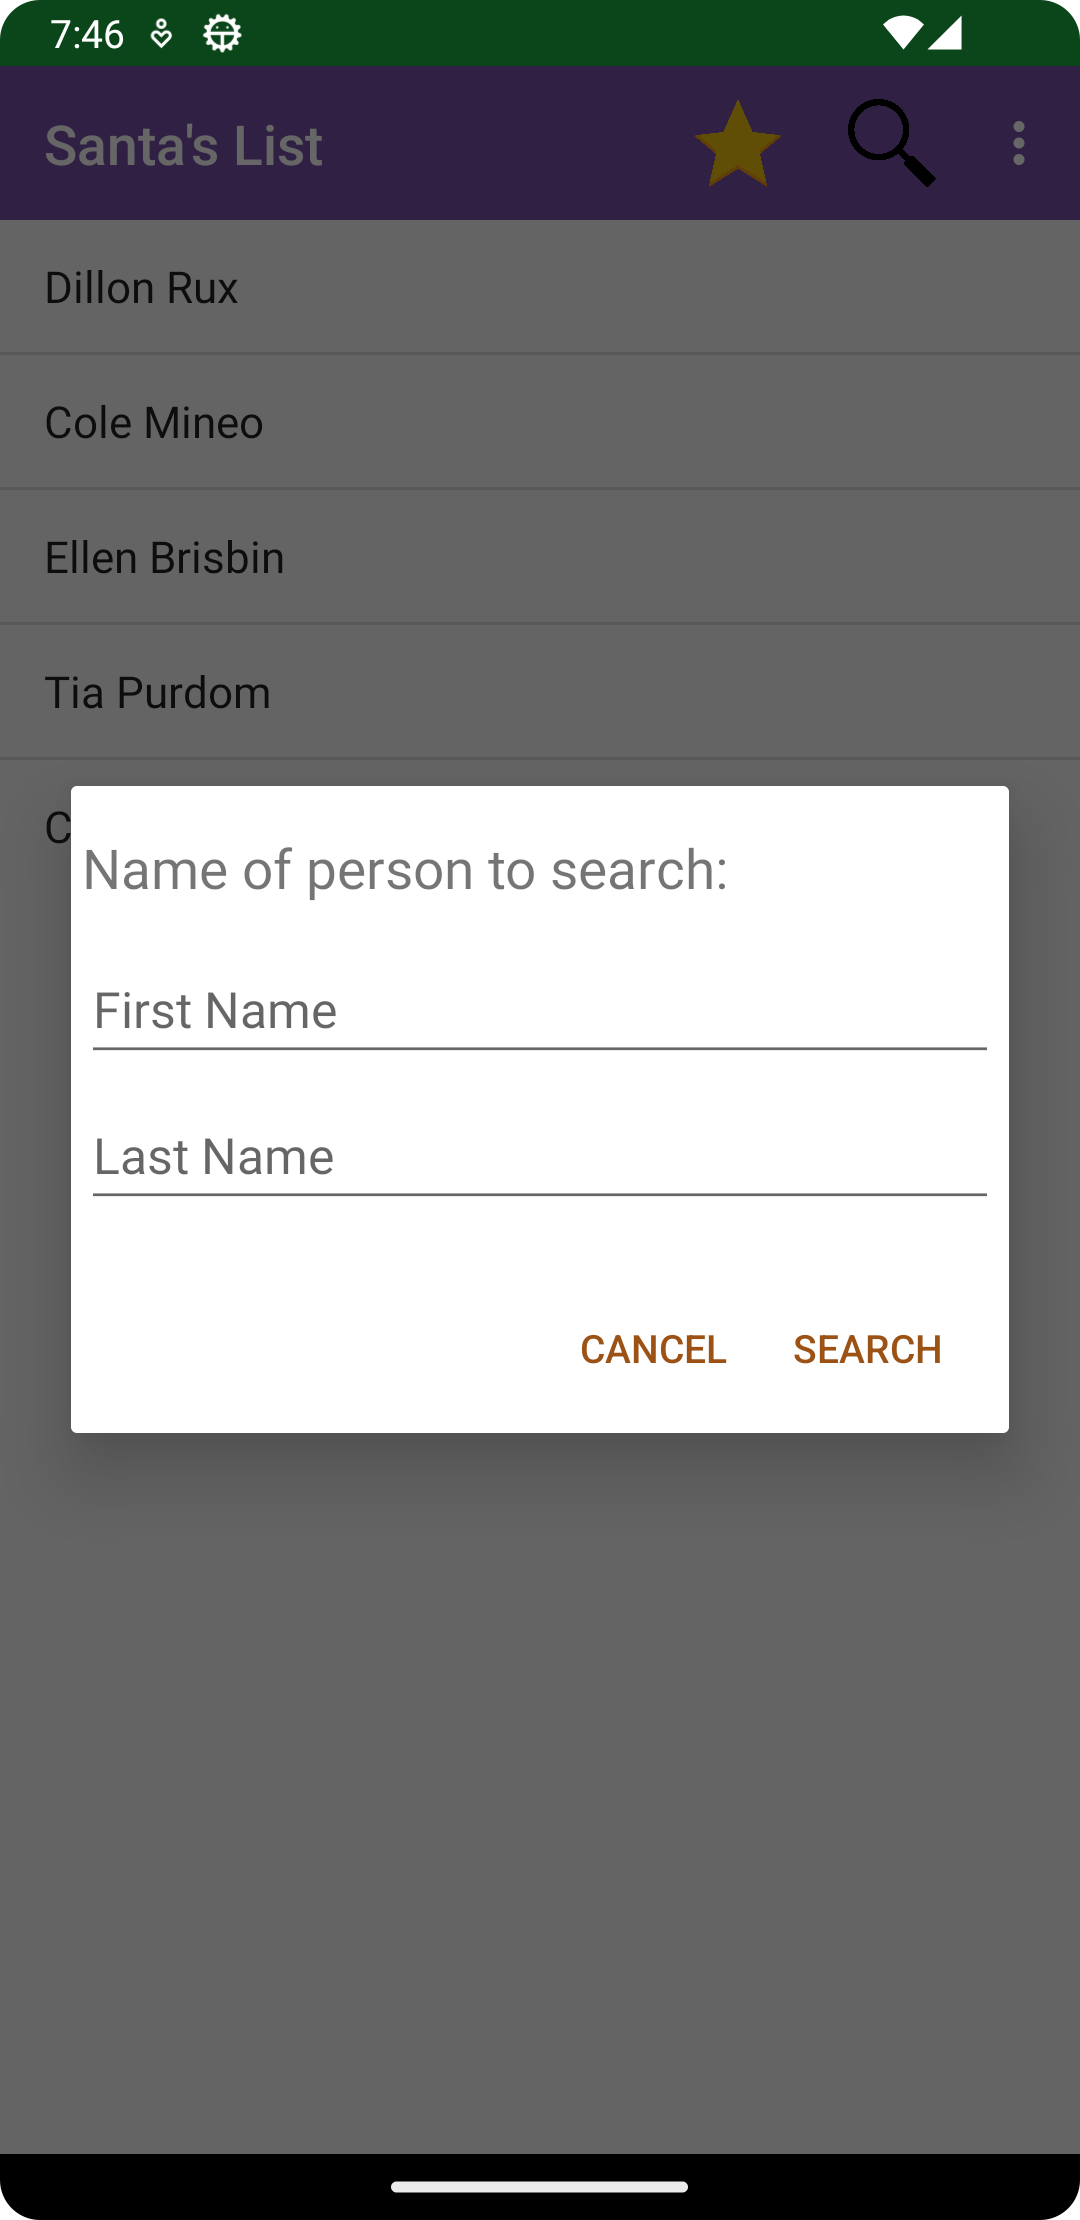 7:46
Santa's List
Dillon Rux
Cole Mineo
Ellen Brisbin
Tia Purdom
C
Name of person to search:
First Name
Last Name
CANCEL SEARCH